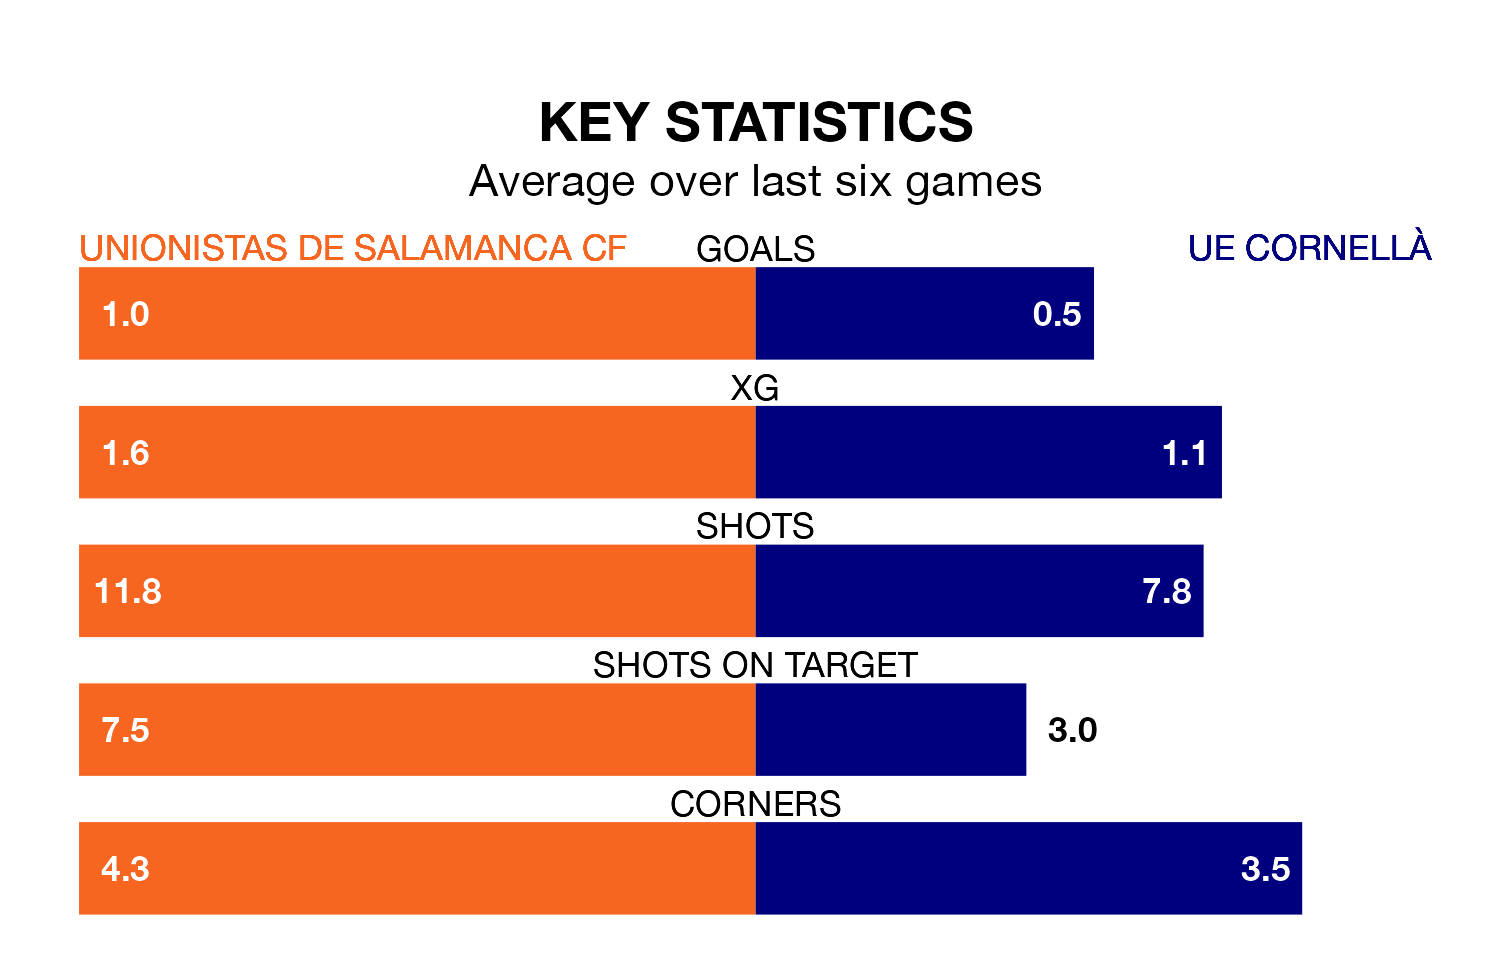 KEY STATISTICS
Average over last six games
UNIONISTAS DE SALAMANCA CF GOALS UE CORNELLÀ
1.0 0.5
XG
1.6 1.1
SHOTS
11.8 7.8
SHOTS ON TARGET
7.5 3.0
CORNERS
4.3 3.5